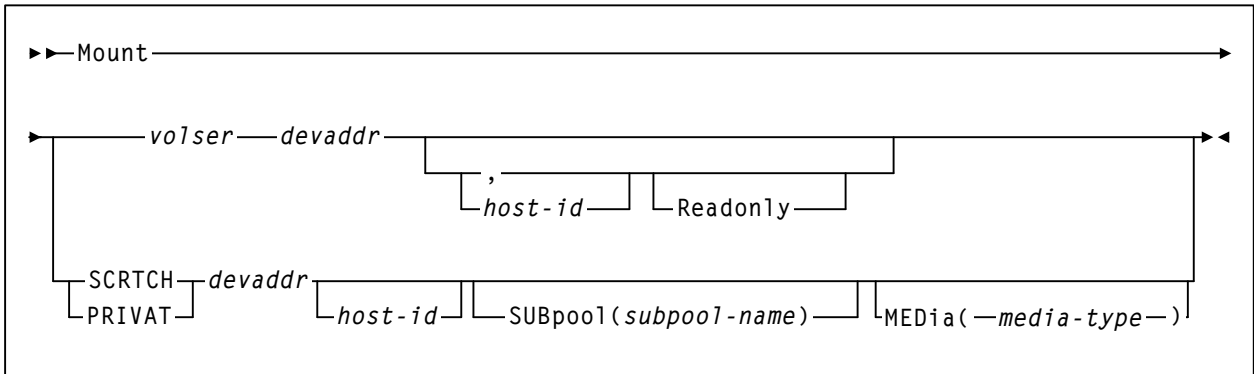 Mount
volser devaddr
,
host-id Readonly
SCRTCH devaddr
PRIVAT host-id SUBpool(subpool-name) MEDia( media-type )